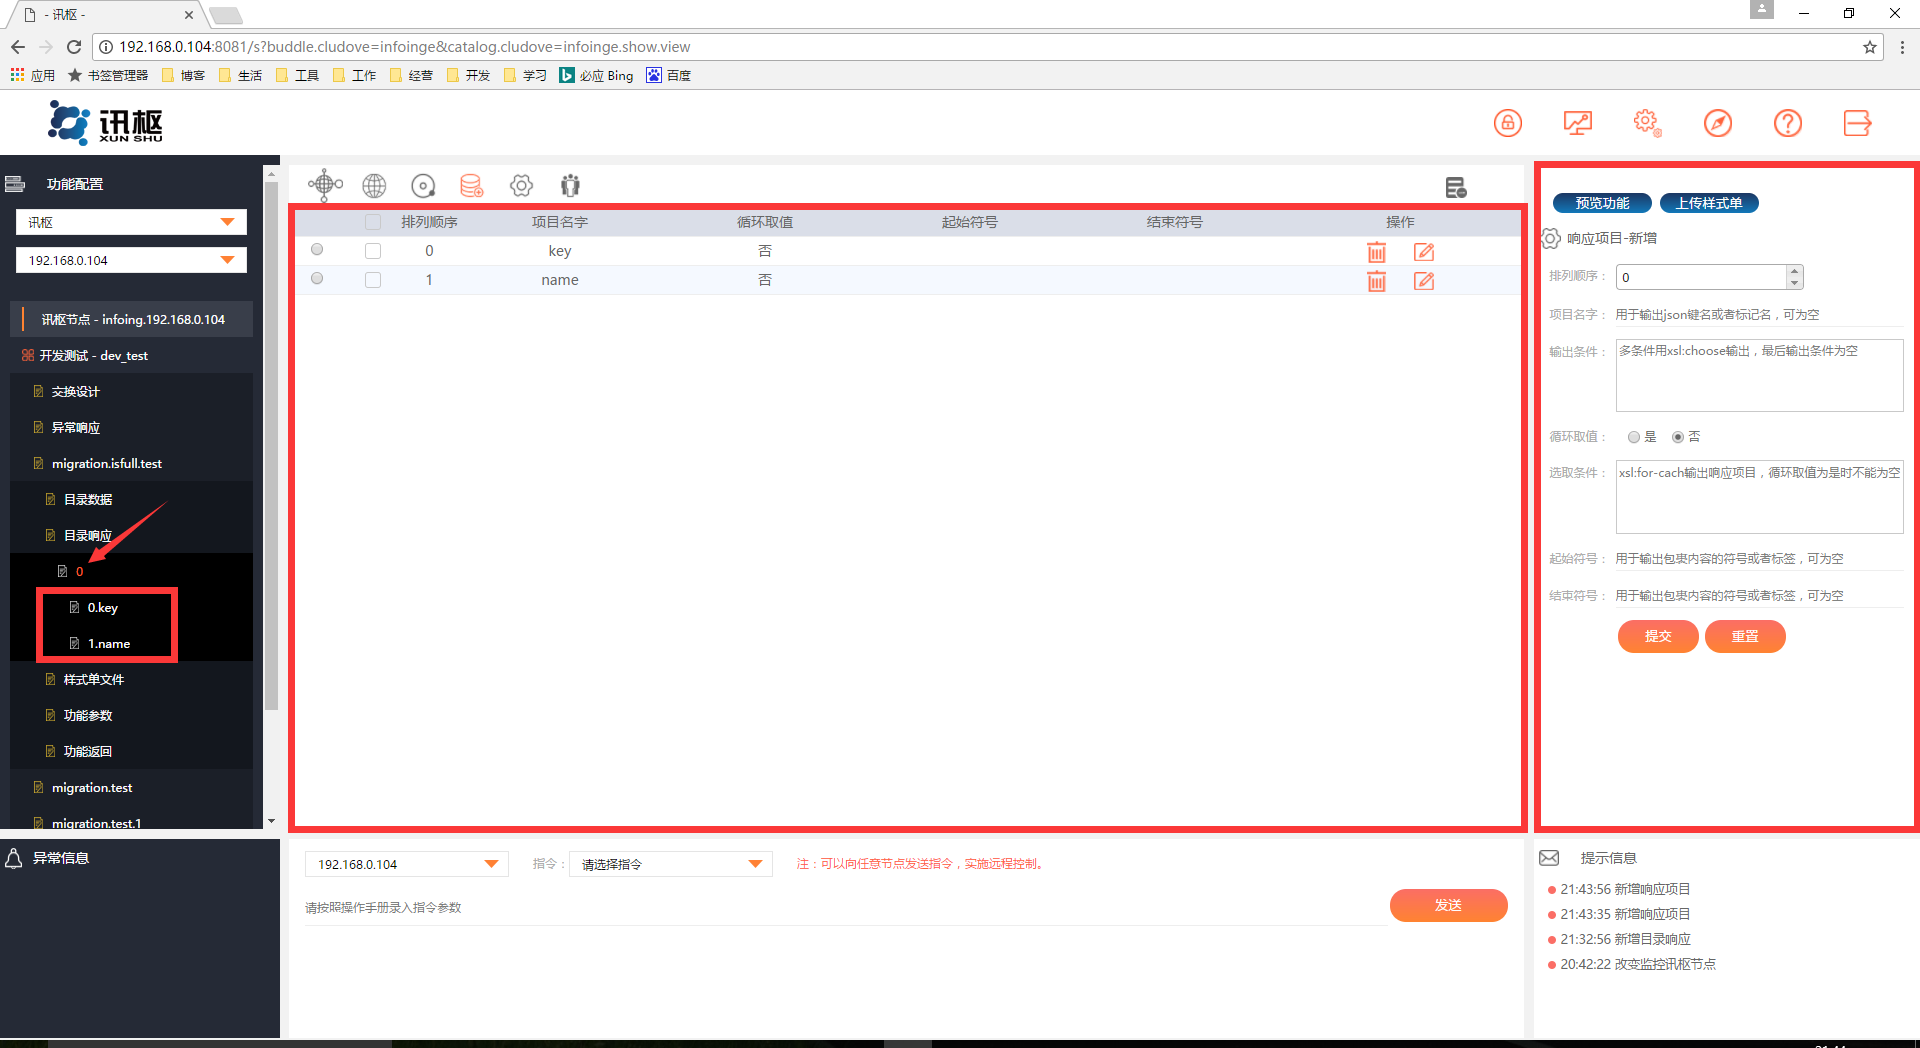 - 讯枢 -
192.168.0.104:8081/s?buddle.cludove=infoinge&catalog.cludove=infoinge.show.view
应用 书签管理器 博客 生活 工具 工作 经营 开发 学习 必应 Bing 百度
讯枢
XUN SHU
功能配置
讯枢
192.168.0.104
讯枢节点 - infoing.192.168.0.104
开发测试 - dev_test
交换设计
异常响应
migration.isfull.test
目录数据
目录响应
0
0.key
1.name
样式单文件
功能参数
功能返回
migration.test
migration.test.1
异常信息
排列顺序 项目名字 循环取值 起始符号 结束符号 操作
0 key 否
1 name 否
192.168.0.104 指令： 请选择指令 注：可以向任意节点发送指令，实施远程控制。
请按照操作手册录入指令参数
发送
预览功能 上传样式单
响应项目-新增
排列顺序： 0
项目名字： 用于输出json键名或者标记名，可为空
输出条件： 多条件用xsl:choose输出，最后输出条件为空
循环取值： 是 否
选取条件： xsl:for-cach输出响应项目，循环取值为是时不能为空
起始符号： 用于输出包裹内容的符号或者标签，可为空
结束符号： 用于输出包裹内容的符号或者标签，可为空
提交 重置
提示信息
21:43:56 新增响应项目
21:43:35 新增响应项目
21:32:56 新增目录响应
20:42:22 改变监控讯枢节点